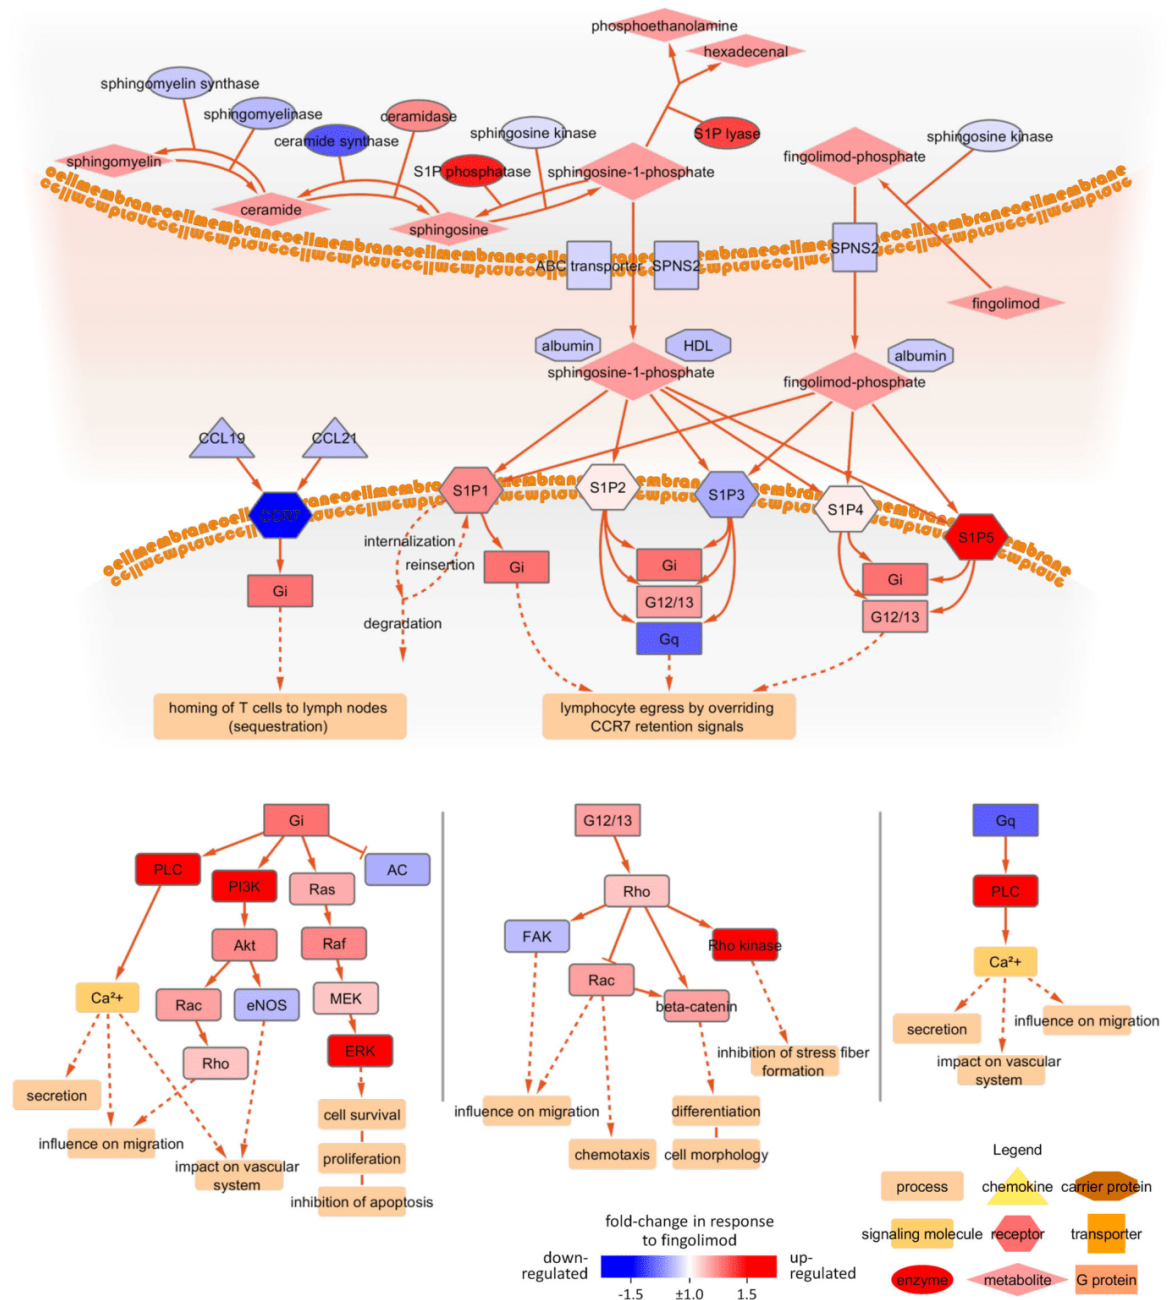 phosphoethanolamine
hexadecenal
sphingomyelin synthase
sphingomyelinase
ceramidase
ceramide synthase
sphingosine kinase
S1P lyase
sphingosine kinase
fingolimod-phosphate
sphingomyelin
S1P phosphatase
sphingosine-1-phosphate
ceramide
sphingosine
cellmembranecellmembranecellmembranecellmembrane
ABC transporter
SPNS2
SPNS2
fingolimod
albumin
HDL
albumin
sphingosine-1-phosphate
fingolimod-phosphate
CCL19
CCL21
CCR7
S1P1
S1P2
S1P3
S1P4
S1P5
internalization
reinsertion
degradation
Gi
Gi
Gi
G12/13
Gq
Gi
G12/13
homing of T cells to lymph nodes
(sequestration)
lymphocyte egress by overriding
CCR7 retention signals
Gi
PLC
PI3K
Ras
AC
Akt
Raf
Ca²+
Rac
eNOS
MEK
Rho
ERK
secretion
cell survival
influence on migration
proliferation
impact on vascular
system
inhibition of apoptosis
G12/13
Rho
FAK
Rho kinase
Rac
beta-catenin
inhibition of stress fiber
formation
influence on migration
differentiation
chemotaxis
cell morphology
Gq
PLC
Ca²+
secretion
influence on migration
impact on vascular
system
Legend
process
chemokine
carrier protein
signaling molecule
receptor
transporter
enzyme
metabolite
G protein
fold-change in response
to fingolimod
down-
regulated
up-
regulated
-1.5
±1.0
1.5